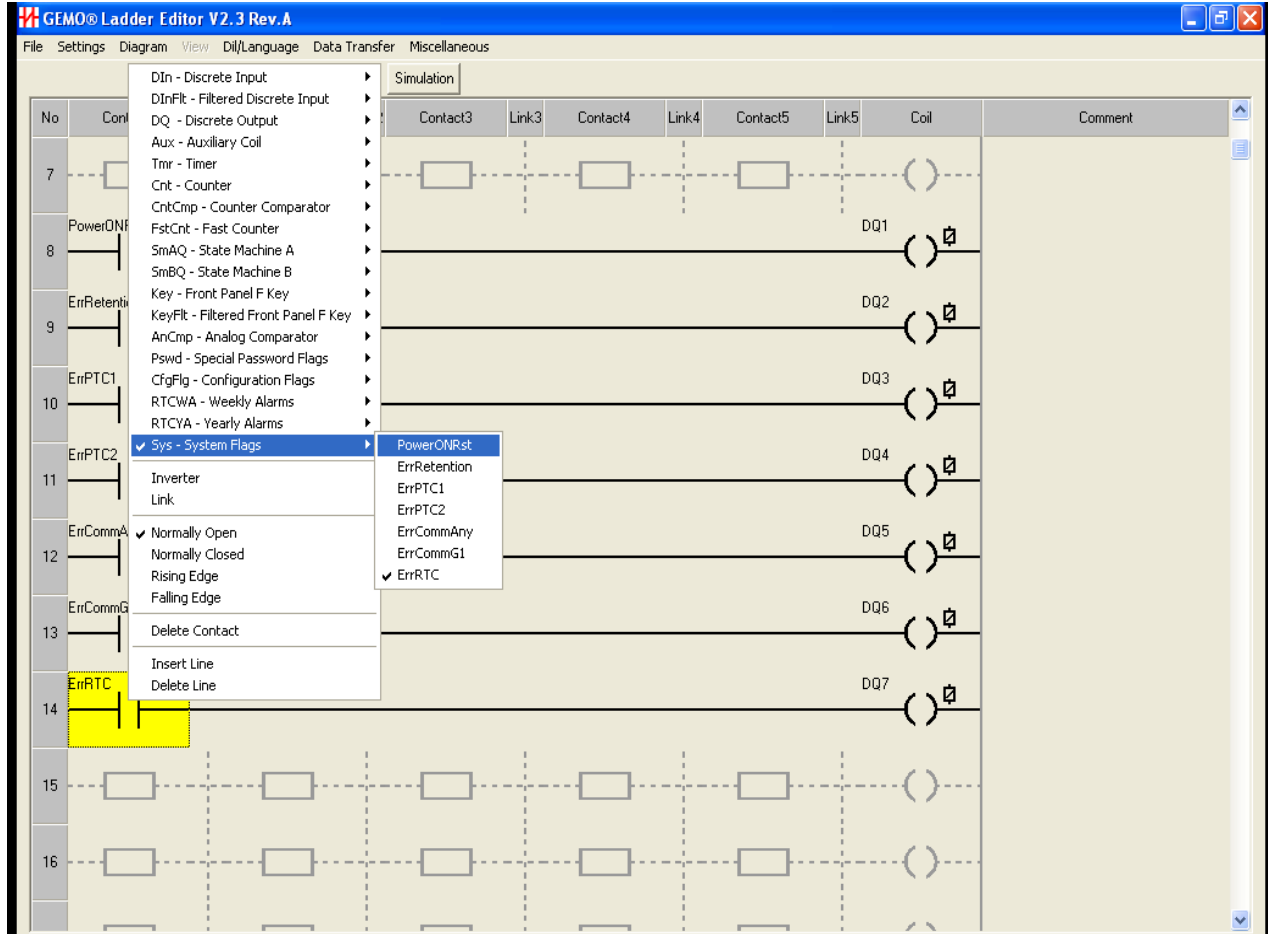 GEMO® Ladder Editor V2.3 Rev.A
File Settings Diagram View Dil/Language Data Transfer Miscellaneous
Simulation
No Contact3 Link3 Contact4 Link4 Contact5 Link5 Coil Comment
DIn - Discrete Input
DInFlt - Filtered Discrete Input
DQ - Discrete Output
Aux - Auxiliary Coil
Tmr - Timer
Cnt - Counter
CntCmp - Counter Comparator
FstCnt - Fast Counter
SmAQ - State Machine A
SmBQ - State Machine B
Key - Front Panel F Key
KeyFlt - Filtered Front Panel F Key
AnCmp - Analog Comparator
Pswd - Special Password Flags
CfgFlg - Configuration Flags
RTCWA - Weekly Alarms
RTCYA - Yearly Alarms
Sys - System Flags
Inverter
Link
Normally Open
Normally Closed
Rising Edge
Falling Edge
Delete Contact
Insert Line
Delete Line
PowerONRst
ErrRetention
ErrPTC1
ErrPTC2
ErrCommAny
ErrCommG1
ErrRTC
7
8 PowerONR DQ1
9 ErrRetenti DQ2
10 ErrPTC1 DQ3
11 ErrPTC2 DQ4
12 ErrCommA DQ5
13 ErrCommG DQ6
14 ErrRTC DQ7
15
16